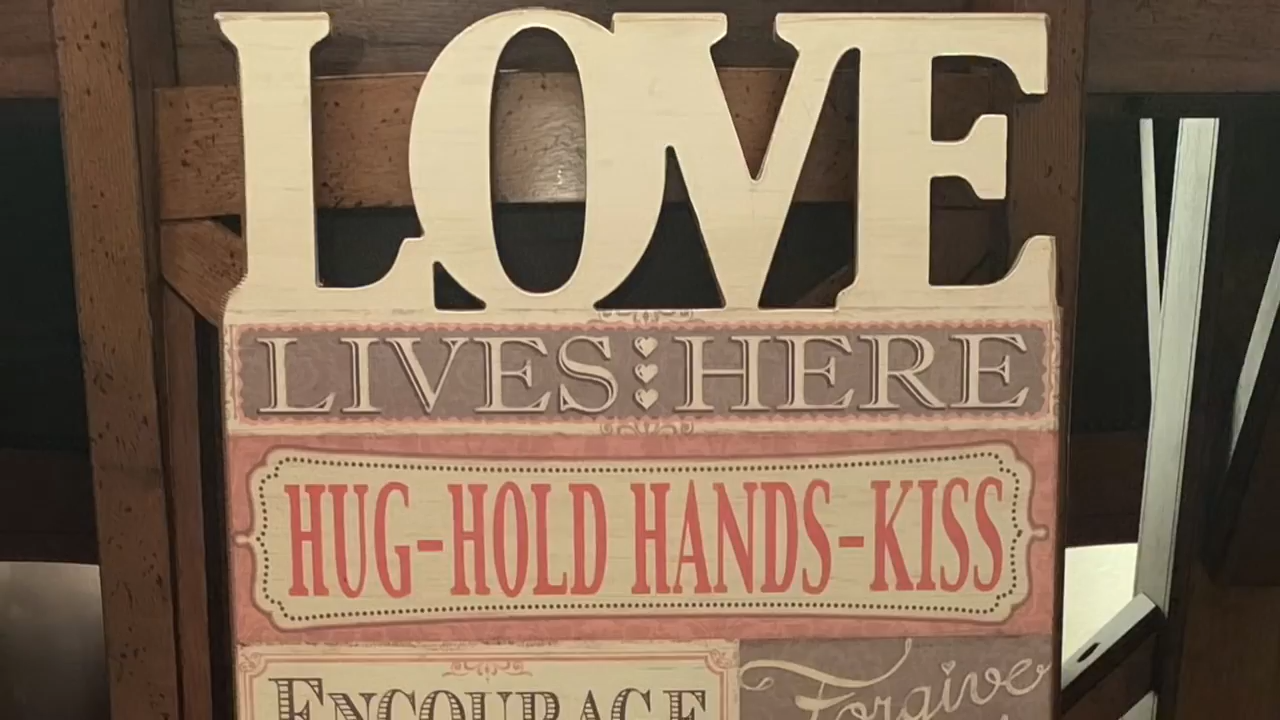 LOVE
LIVES HERE
HUG-HOLD HANDS-KISS
ENCOURAGE
Forgive